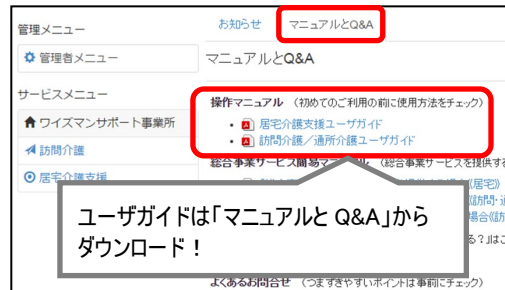 管理メニュー
お知らせ
マニュアルとQ&A
管理者メニュー
マニュアルとQ&A
サービスメニュー
操作マニュアル （初めてのご利用の前に使用方法をチェック）
ワイズマンサポート事業所
居宅介護支援ユーザガイド
訪問介護／通所介護ユーザガイド
訪問介護
総合事業サービス簡易マニュアル （総合事業サービスを提供する
居宅介護支援
(居宅)
ユーザガイドは「マニュアルと Q&A」から
ダウンロード！
よくあるお問合せ （つまずきやすいポイントは事前にチェック）